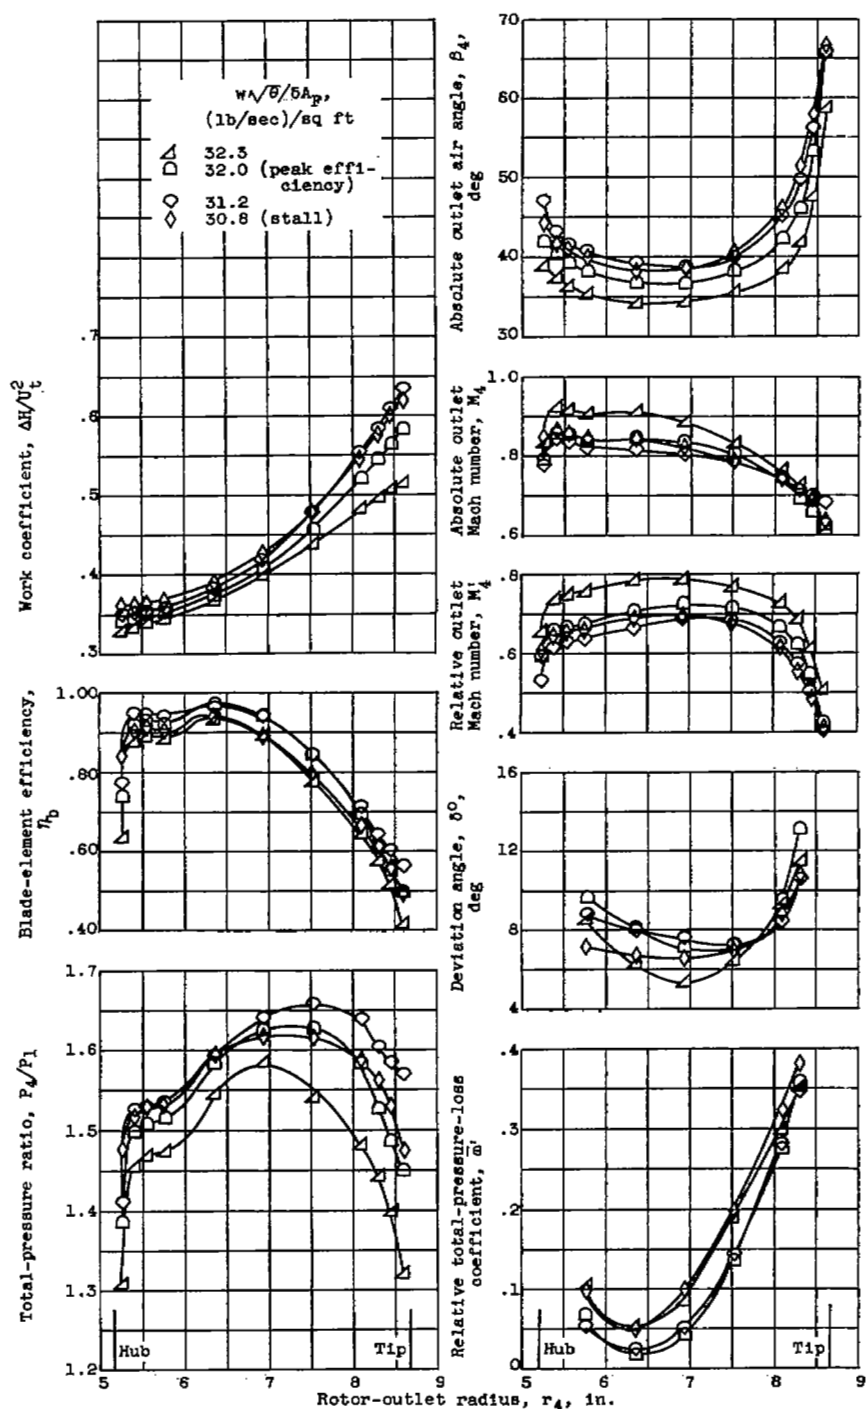 W√θ/δA_F,
(lb/sec)/sq ft
32.3
32.0 (peak effi-
ciency)
31.2
30.8 (stall)
.7
.6
.5
.4
.3
Work coefficient, ΔH/U_t^2
1.00
.80
.60
.40
Blade-element efficiency,
η_b
1.7
1.6
1.5
1.4
1.3
1.2
Total-pressure ratio, P_4/P_1
Hub
Tip
5
6
7
8
9
70
60
50
40
30
Absolute outlet air angle, β_4,
deg
1.0
.8
.6
Absolute outlet
Mach number, M_4
.8
.6
.4
Relative outlet
Mach number, M'_4
16
12
8
4
Deviation angle, δ°,
deg
.4
.3
.2
.1
0
Relative total-pressure-loss
coefficient, ω̄'
Hub
Tip
5
6
7
8
9
Rotor-outlet radius, r_4, in.